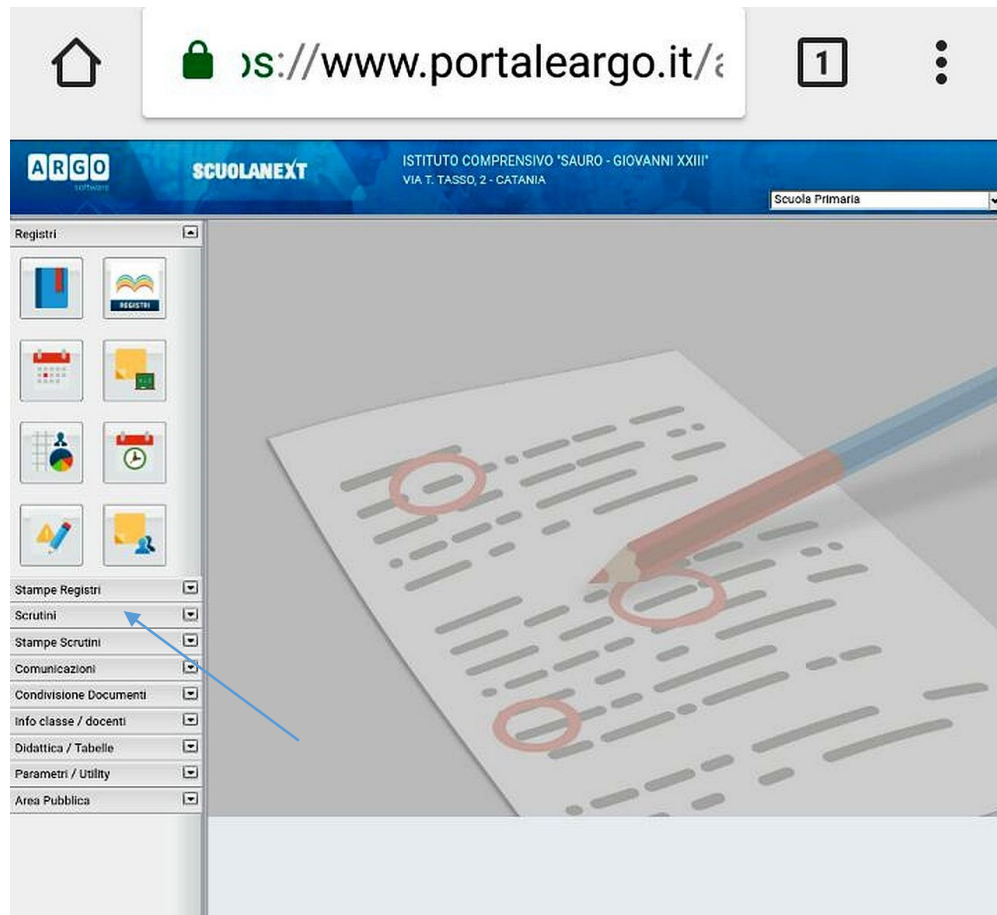 ps://www.portaleargo.it/a
1
ARGO
software
SCUOLANEXT
ISTITUTO COMPRENSIVO "SAURO - GIOVANNI XXIII"
VIA T. TASSO, 2 - CATANIA
Scuola Primaria
Registri
REGISTRI
Stampe Registri
Scrutini
Stampe Scrutini
Comunicazioni
Condivisione Documenti
Info classe / docenti
Didattica / Tabelle
Parametri / Utility
Area Pubblica